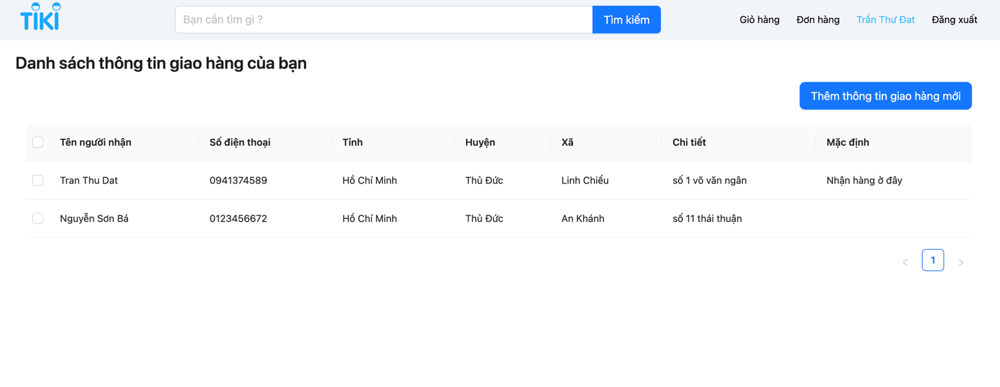 TIKI
Bạn cần tìm gì ? Tìm kiếm Giỏ hàng Đơn hàng Trần Thư Đat Đăng xuất
Danh sách thông tin giao hàng của bạn
Thêm thông tin giao hàng mới
Tên người nhận Số điện thoại Tỉnh Huyện Xã Chi tiết Mặc định
Tran Thu Dat 0941374589 Hồ Chí Minh Thủ Đức Linh Chiểu số 1 võ văn ngân Nhận hàng ở đây
Nguyễn Sơn Bá 0123456672 Hồ Chí Minh Thủ Đức An Khánh số 11 thái thuận
1